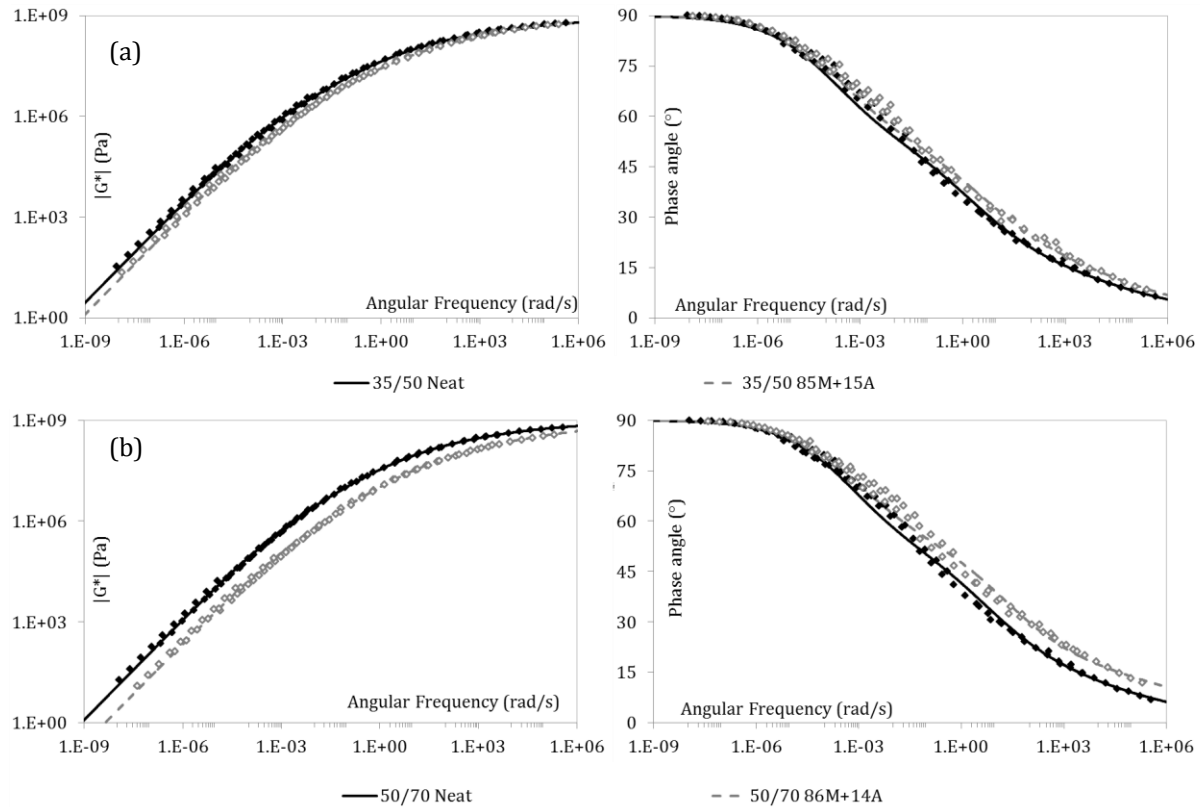 (a)
1.E+09
1.E+06
1.E+03
1.E+00
|G*| (Pa)
Angular Frequency (rad/s)
1.E-09 1.E-06 1.E-03 1.E+00 1.E+03 1.E+06
90
75
60
45
30
15
0
Phase angle (°)
Angular Frequency (rad/s)
1.E-09 1.E-06 1.E-03 1.E+00 1.E+03 1.E+06
35/50 Neat
35/50 85M+15A
(b)
1.E+09
1.E+06
1.E+03
1.E+00
|G*| (Pa)
Angular Frequency (rad/s)
1.E-09 1.E-06 1.E-03 1.E+00 1.E+03 1.E+06
90
75
60
45
30
15
0
Phase angle (°)
Angular Frequency (rad/s)
1.E-09 1.E-06 1.E-03 1.E+00 1.E+03 1.E+06
50/70 Neat
50/70 86M+14A